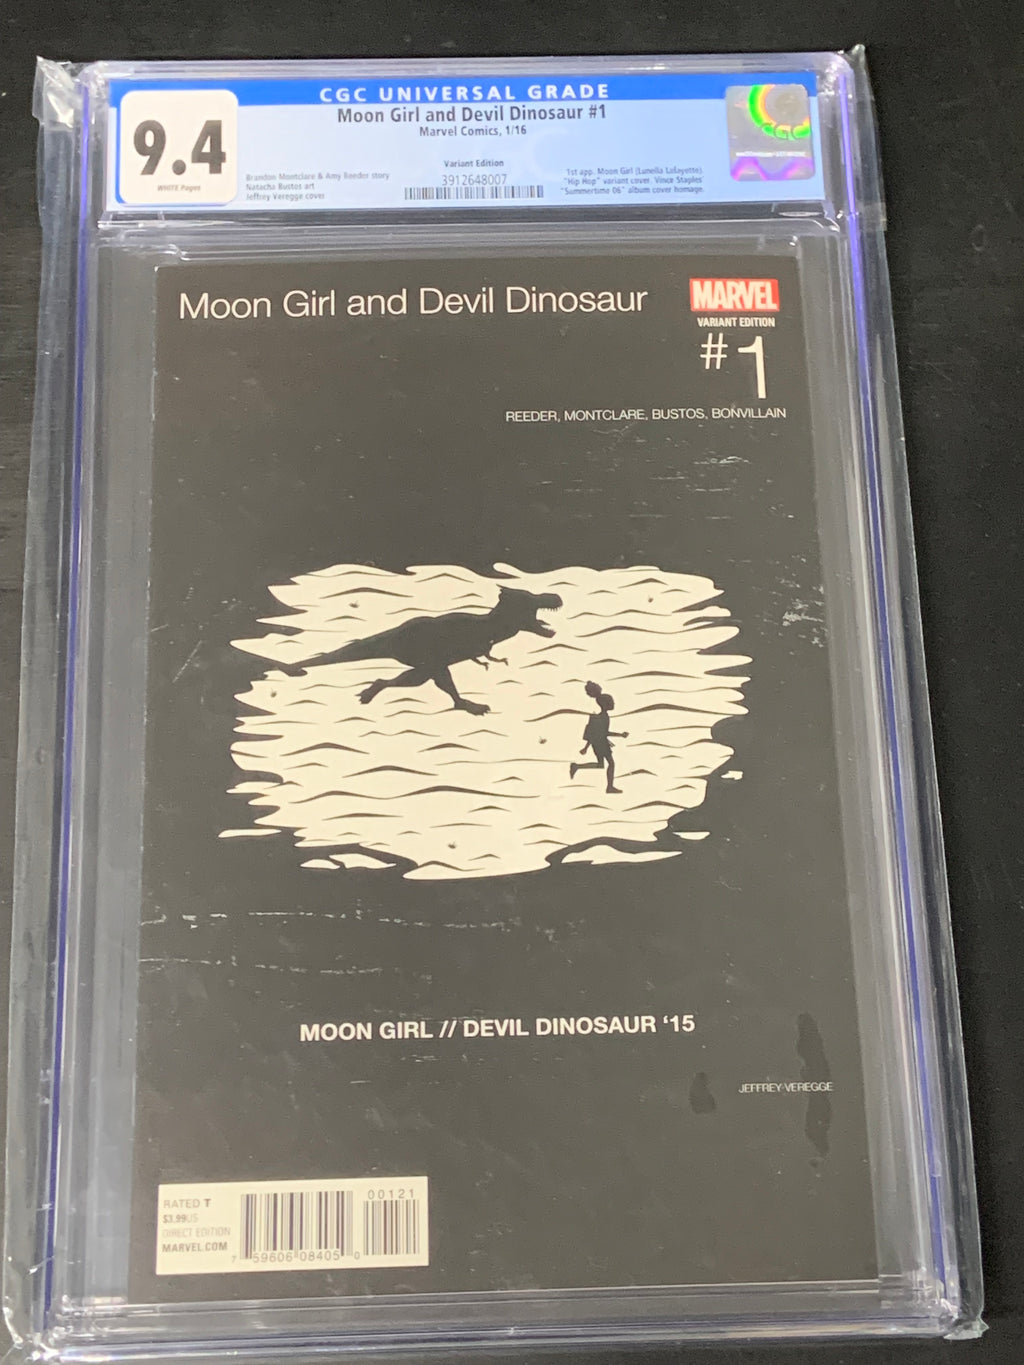 CGC UNIVERSAL GRADE
9.4
WHITE Pages
Moon Girl and Devil Dinosaur #1
Marvel Comics, 1/16
Variant Edition
3912648007
Brandon Montclare & Amy Reeder story
Natacha Bustos art
Jeffrey Veregge cover
1st app. Moon Girl (Lunella Lafayette).
"Hip Hop" variant cover. Vince Staples'
"Summertime 06" album cover homage.
CGC
Moon Girl and Devil Dinosaur
MARVEL
VARIANT EDITION
#1
REEDER, MONTCLARE, BUSTOS, BONVILLAIN
MOON GIRL // DEVIL DINOSAUR ‘15
JEFFREY VEREGGE
RATED T
$3.99US
DIRECT EDITION
MARVEL.COM
00121
7 59606 08405 0